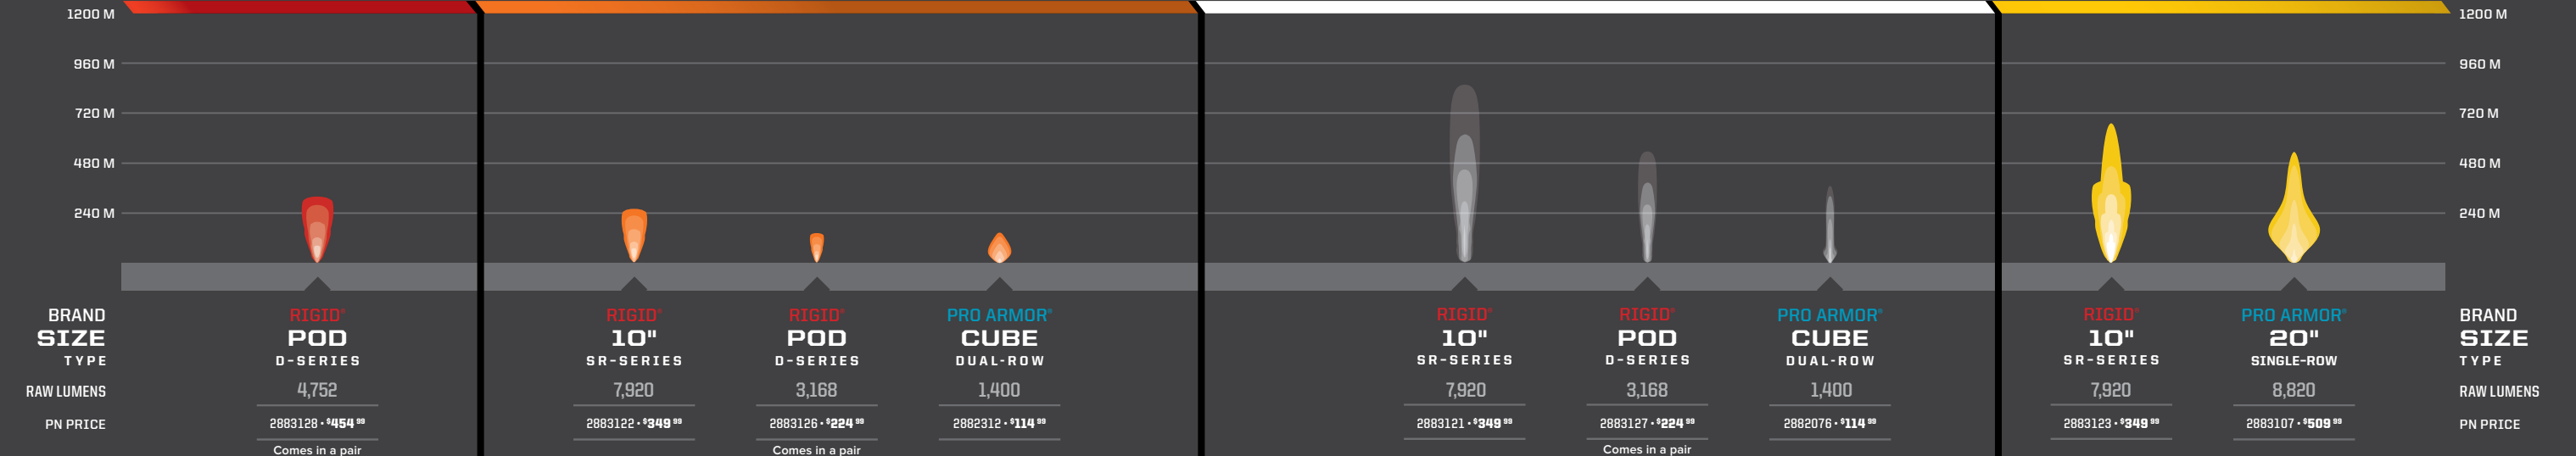 1200 M 1200 M
960 M 960 M
720 M 720 M
480 M 480 M
240 M 240 M
BRAND RIGID® RIGID® RIGID® PRO ARMOR® RIGID® RIGID® PRO ARMOR® RIGID® PRO ARMOR® BRAND
SIZE POD 10" POD CUBE 10" POD CUBE 10" 20" SIZE
TYPE D-SERIES SR-SERIES D-SERIES DUAL-ROW SR-SERIES D-SERIES DUAL-ROW SR-SERIES SINGLE-ROW TYPE
RAW LUMENS 4,752 7,920 3,168 1,400 7,920 3,168 1,400 7,920 8,820 RAW LUMENS
PN PRICE 2883128 • $454 99 2883122 • $349 99 2883126 • $224 99 2882312 • $114 99 2883121 • $349 99 2883127 • $224 99 2882076 • $114 99 2883123 • $349 99 2883107 • $509 99 PN PRICE
Comes in a pair Comes in a pair Comes in a pair